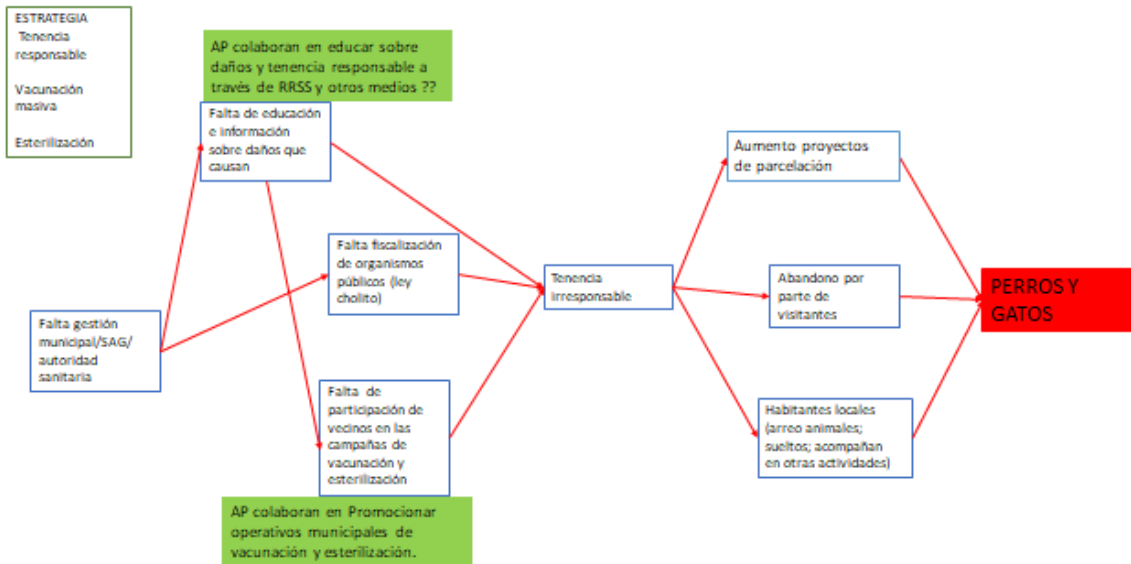 ESTRATEGIA
Tenencia
responsable
Vacunación
masiva
Esterilización
AP colaboran en educar sobre
daños y tenencia responsable a
través de RRSS y otros medios ??
Falta de educación
e información
sobre daños que
causan
Falta fiscalización
de organismos
públicos (ley
cholito)
Falta gestión
municipal/SAG/
autoridad
sanitaria
Falta de
participación de
vecinos en las
campañas de
vacunación y
esterilización
AP colaboran en Promocionar
operativos municipales de
vacunación y esterilización.
Tenencia
irresponsable
Aumento proyectos
de parcelación
Abandono por
parte de
visitantes
Habitantes locales
(arreo animales;
sueltos; acompañan
en otras actividades)
PERROS Y
GATOS